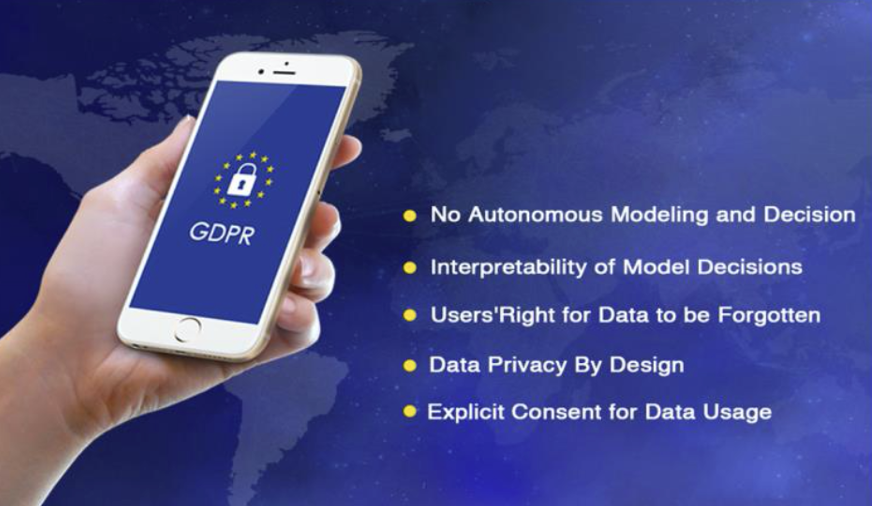 GDPR
No Autonomous Modeling and Decision
Interpretability of Model Decisions
Users'Right for Data to be Forgotten
Data Privacy By Design
Explicit Consent for Data Usage